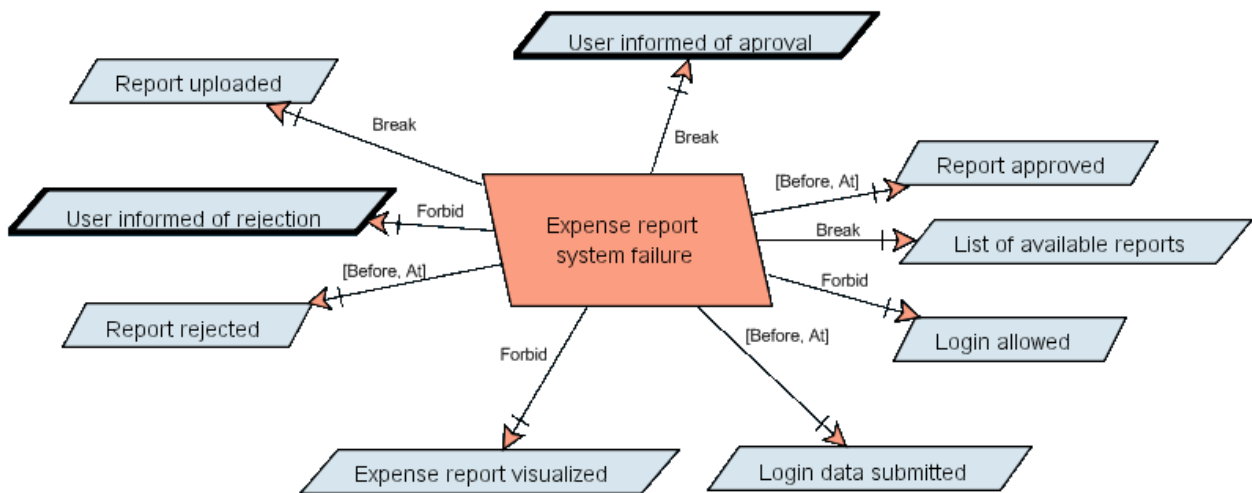 User informed of aproval
Report uploaded
Break
Break
Report approved
[Before, At]
User informed of rejection
Forbid
Expense report
system failure
Break
List of available reports
[Before, At]
Forbid
Report rejected
Login allowed
Forbid
[Before, At]
Expense report visualized
Login data submitted